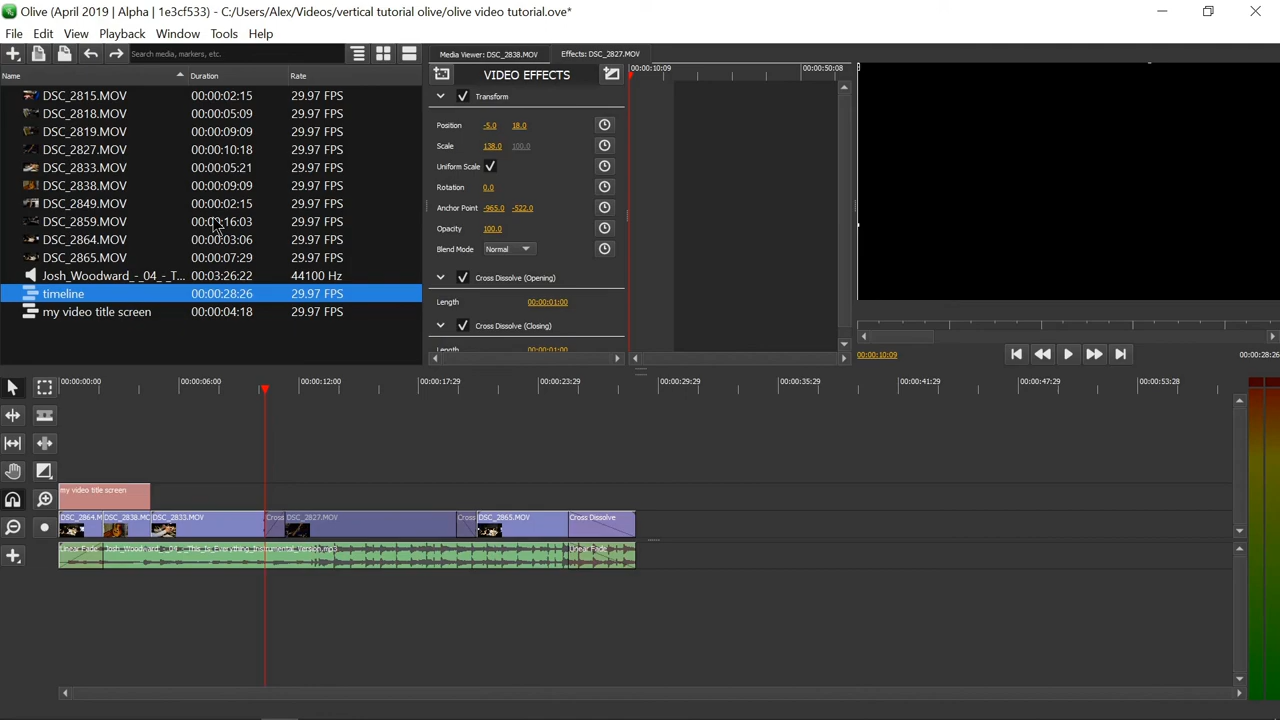 Olive (April 2019 | Alpha | 1e3cf533) - C:/Users/Alex/Videos/vertical tutorial olive/olive video tutorial.ove*
File Edit View Playback Window Tools Help
Search media, markers, etc.
Media Viewer: DSC_2838.MOV Effects: DSC_2827.MOV
Name Duration Rate
DSC_2815.MOV 00:00:02:15 29.97 FPS
DSC_2818.MOV 00:00:05:09 29.97 FPS
DSC_2819.MOV 00:00:09:09 29.97 FPS
DSC_2827.MOV 00:00:10:18 29.97 FPS
DSC_2833.MOV 00:00:05:21 29.97 FPS
DSC_2838.MOV 00:00:09:09 29.97 FPS
DSC_2849.MOV 00:00:02:15 29.97 FPS
DSC_2859.MOV 00:00:16:03 29.97 FPS
DSC_2864.MOV 00:00:03:06 29.97 FPS
DSC_2865.MOV 00:00:07:29 29.97 FPS
Josh_Woodward_-_04_-_T... 00:03:26:22 44100 Hz
timeline 00:00:28:26 29.97 FPS
my video title screen 00:00:04:18 29.97 FPS
VIDEO EFFECTS
00:00:10:09 00:00:50:08
Transform
Position -5.0 18.0
Scale 138.0 100.0
Uniform Scale
Rotation 0.0
Anchor Point -965.0 -522.0
Opacity 100.0
Blend Mode Normal
Cross Dissolve (Opening)
Length 00:00:01:00
Cross Dissolve (Closing)
Length 00:00:01:00
00:00:10:09 00:00:28:26
00:00:00:00 00:00:06:00 00:00:12:00 00:00:17:29 00:00:23:29 00:00:29:29 00:00:35:29 00:00:41:29 00:00:47:29 00:00:53:28
my video title screen
DSC_2864.M DSC_2838.MC DSC_2833.MOV Cross DSC_2827.MOV Cross DSC_2865.MOV Cross Dissolve
Linear Fade Josh_Woodward_-_04_-_This_Is_Everything_Instrumental_Version.mp3 Linear Fade